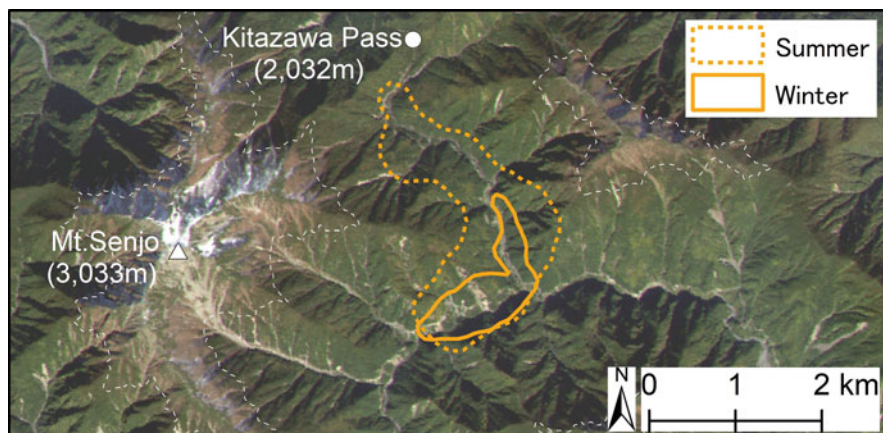 Kitazawa Pass
(2,032m)
Summer
Winter
Mt.Senjo
(3,033m)
N
0 1 2 km